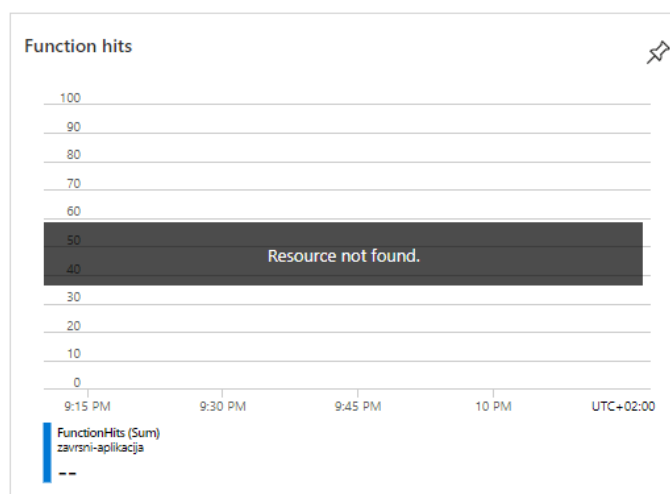 Function hits
100
90
80
70
60
50
Resource not found.
40
30
20
10
0
9:15 PM 9:30 PM 9:45 PM 10 PM UTC+02:00
FunctionHits (Sum)
zavrsni-aplikacija
--